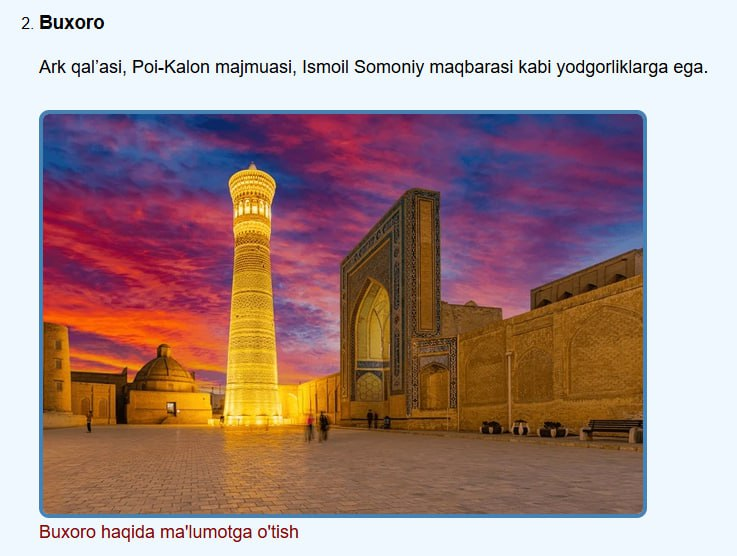 2. Buxoro
Ark qal’asi, Poi-Kalon majmuasi, Ismoil Somoniy maqbarasi kabi yodgorliklarga ega.
Buxoro haqida ma'lumotga o'tish